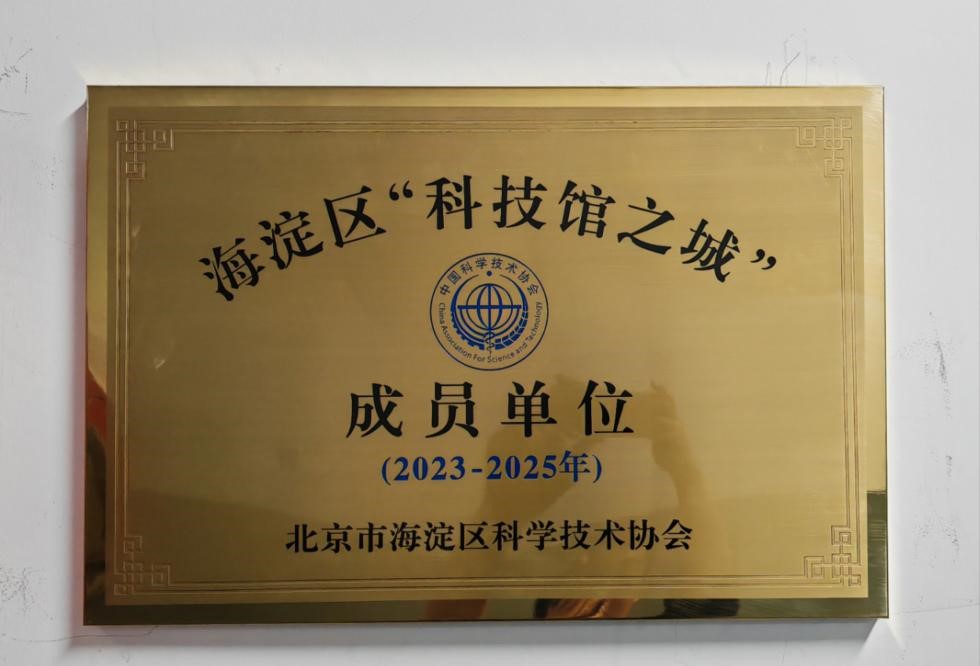 海淀区“科技馆之城”
中国科学技术协会
China Association For Science and Technology
成员单位
(2023-2025年)
北京市海淀区科学技术协会